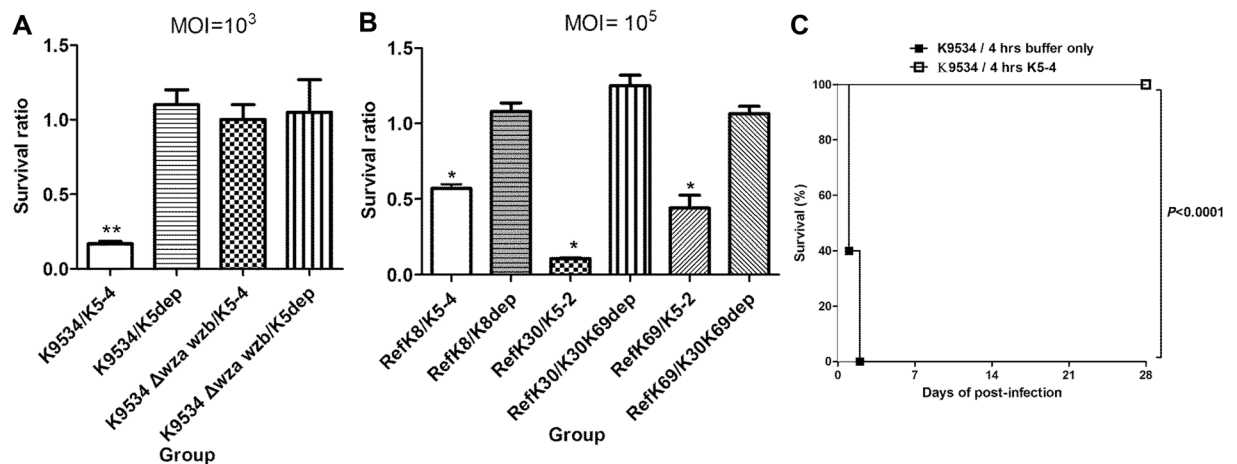 A
MOI=10³
Survival ratio
1.5
1.0
0.5
0.0
**
K9534/K5-4
K9534/K5dep
K9534 Δwza wzb/K5-4
K9534 Δwza wzb/K5dep
Group
B
MOI= 10⁵
Survival ratio
1.5
1.0
0.5
0.0
*
*
*
RefK8/K5-4
RefK8/K8dep
RefK30/K5-2
RefK30/K30K69dep
RefK69/K5-2
RefK69/K30K69dep
Group
C
K9534 / 4 hrs buffer only
K9534 / 4 hrs K5-4
Survival (%)
100
80
60
40
20
0
0 7 14 21 28
Days of post-infection
P<0.0001